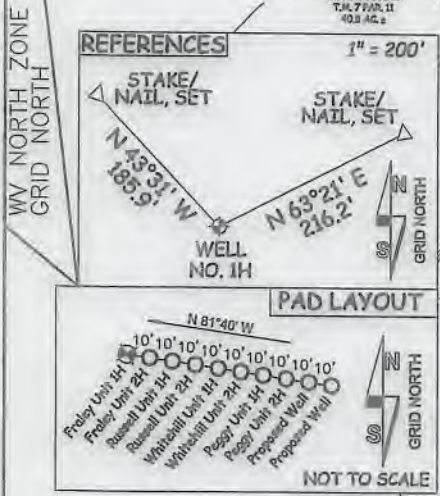 T.M. 7 PAR. 11
40.8 AC.±
WV NORTH ZONE
GRID NORTH
REFERENCES
1" = 200'
STAKE/
NAIL, SET
STAKE/
NAIL, SET
N 43°31' W
185.9'
N 63°21' E
216.2'
WELL
NO. 1H
N
S
GRID NORTH
PAD LAYOUT
N 81°40' W
10' 10' 10' 10' 10' 10' 10' 10' 10'
Fraley Unit 1H
Fraley Unit 2H
Russell Unit 1H
Russell Unit 2H
Whitehill Unit 1H
Whitehill Unit 2H
Peggy Unit 1H
Peggy Unit 2H
Proposed Well
Proposed Well
N
S
GRID NORTH
NOT TO SCALE